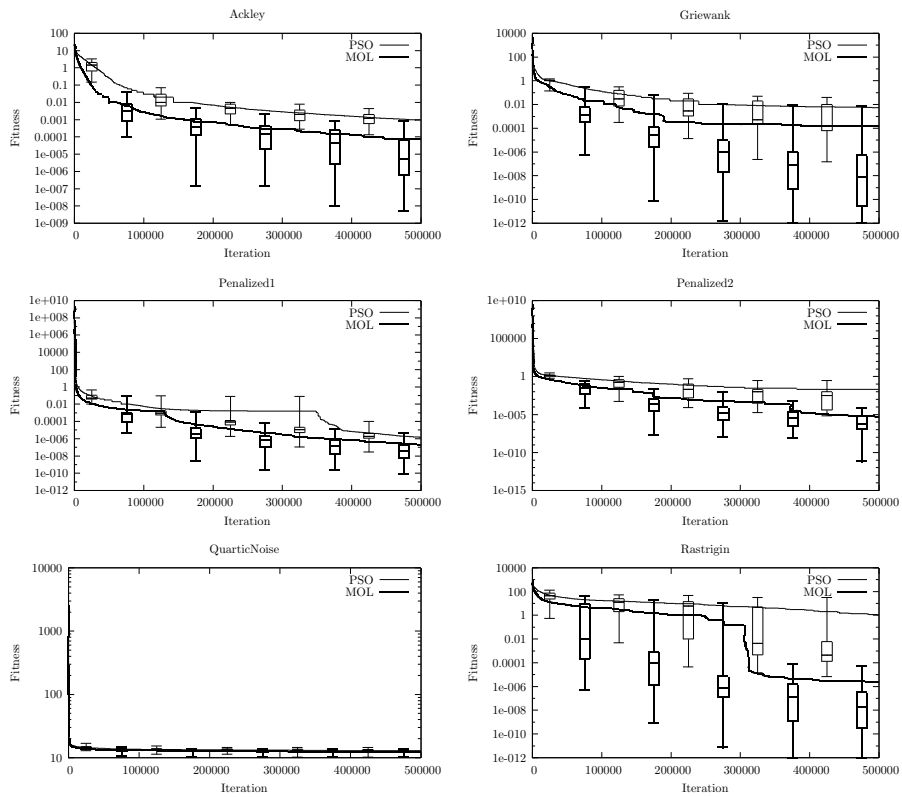 Ackley
100
10
1
0.1
0.01
0.001
0.0001
1e-005
1e-006
1e-007
1e-008
1e-009
Fitness
PSO
MOL
0 100000 200000 300000 400000 500000
Iteration
Griewank
10000
100
1
0.01
0.0001
1e-006
1e-008
1e-010
1e-012
Fitness
PSO
MOL
0 100000 200000 300000 400000 500000
Iteration
Penalized1
1e+010
1e+008
1e+006
10000
100
1
0.01
0.0001
1e-006
1e-008
1e-010
1e-012
Fitness
PSO
MOL
0 100000 200000 300000 400000 500000
Iteration
Penalized2
1e+010
100000
1
1e-005
1e-010
1e-015
Fitness
PSO
MOL
0 100000 200000 300000 400000 500000
Iteration
QuarticNoise
10000
1000
100
10
Fitness
PSO
MOL
0 100000 200000 300000 400000 500000
Iteration
Rastrigin
10000
100
1
0.01
0.0001
1e-006
1e-008
1e-010
1e-012
Fitness
PSO
MOL
0 100000 200000 300000 400000 500000
Iteration